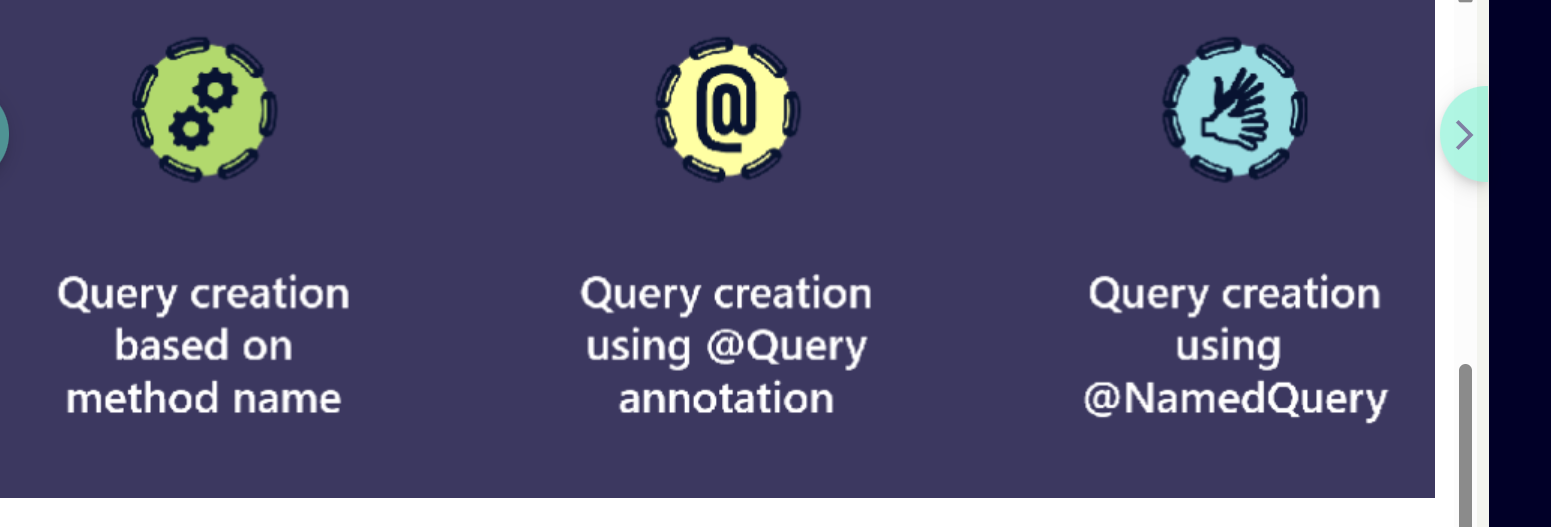 @
Query creation
based on
method name
Query creation
using @Query
annotation
Query creation
using
@NamedQuery